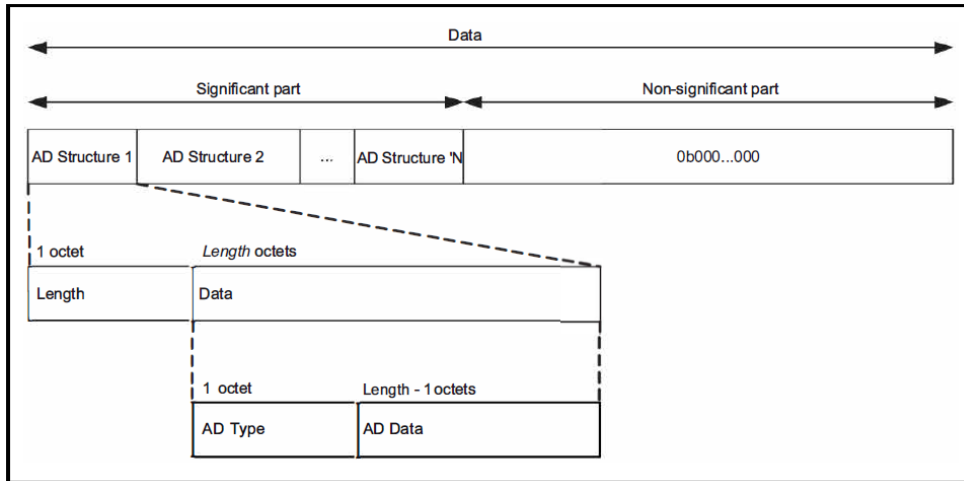 Data
Significant part
Non-significant part
AD Structure 1
AD Structure 2
...
AD Structure 'N
0b000...000
1 octet
Length octets
Length
Data
1 octet
Length - 1 octets
AD Type
AD Data